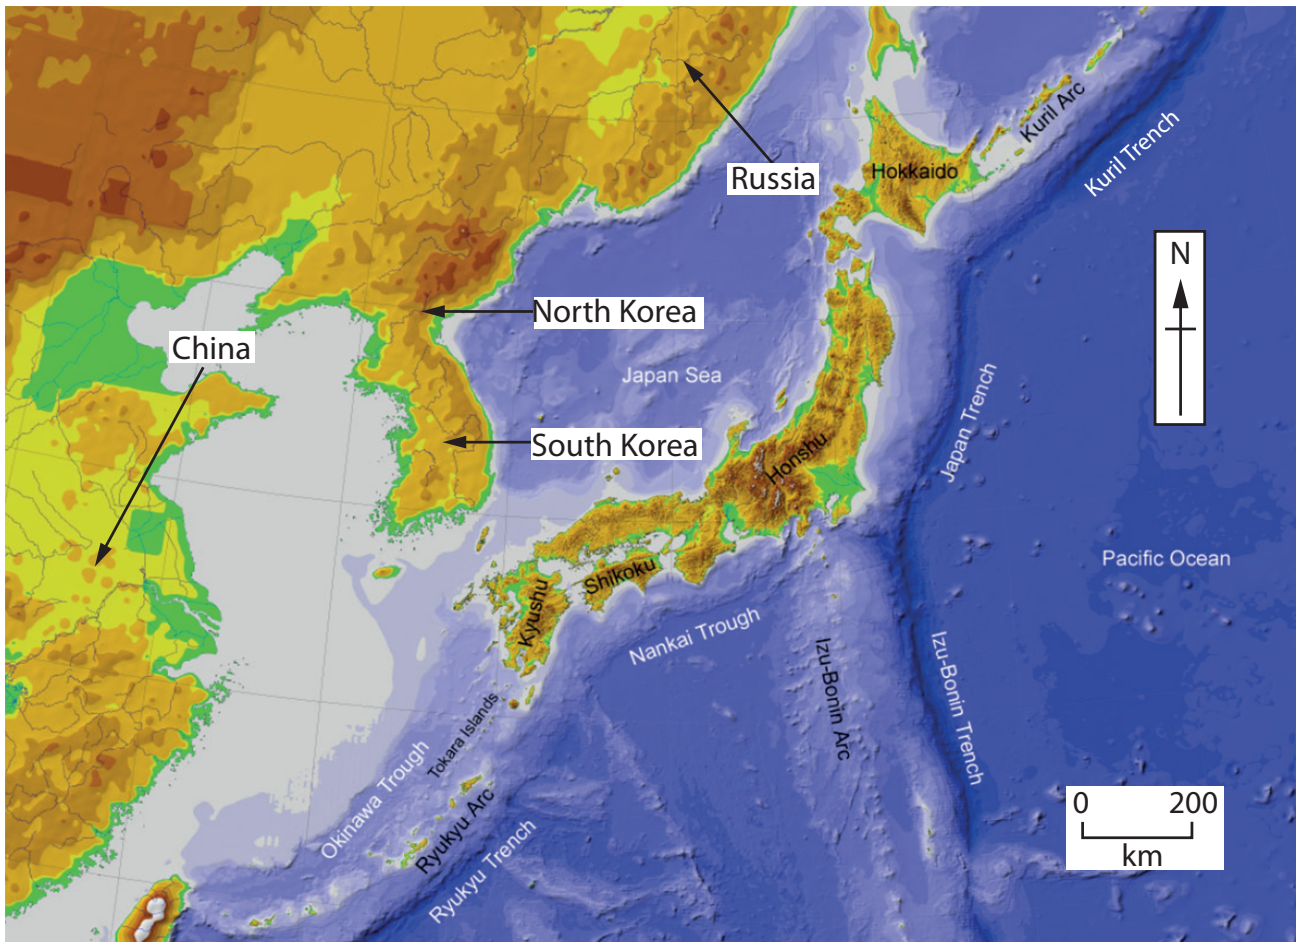 Kuril Arc
Kuril Trench
Hokkaido
Russia
N
North Korea
China
Japan Sea
Japan Trench
South Korea
Honshu
Pacific Ocean
Shikoku
Kyushu
Nankai Trough
Izu-Bonin Arc
Izu-Bonin Trench
Tokara Islands
Okinawa Trough
Ryukyu Arc
Ryukyu Trench
0 200
km